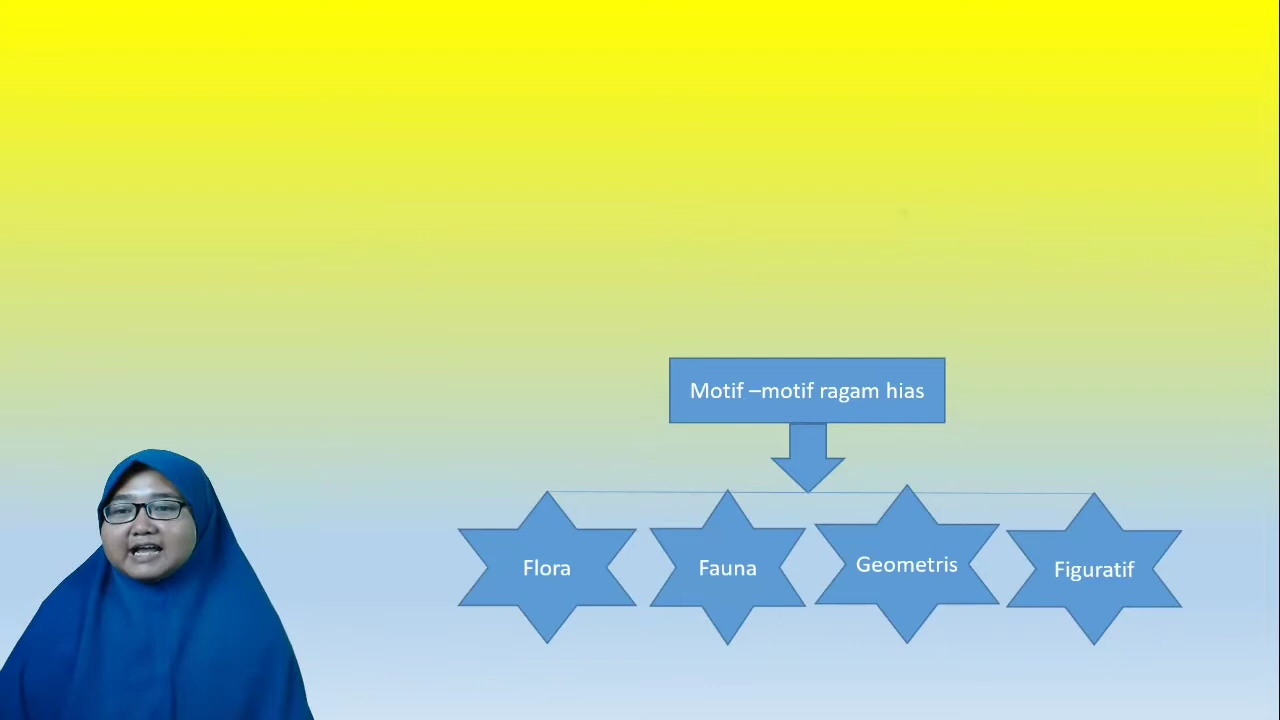 Motif –motif ragam hias
Flora
Fauna
Geometris
Figuratif